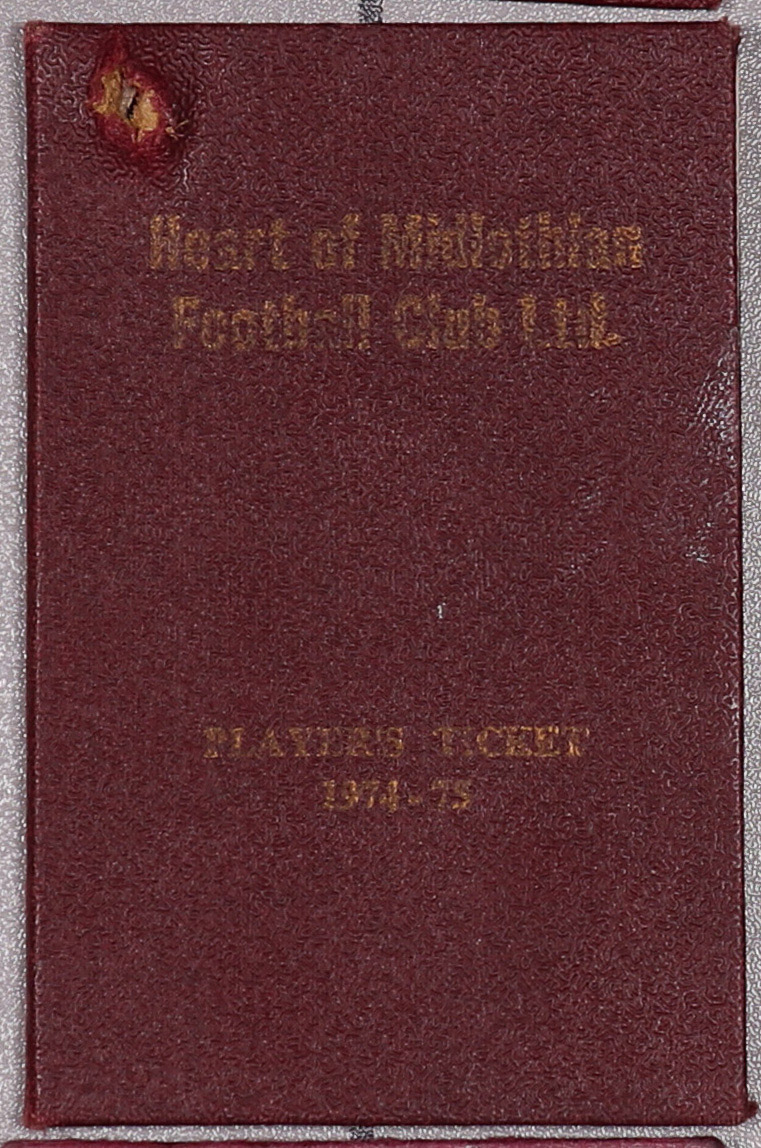 Heart of Midlothian
Football Club Ltd.
PLAYER'S TICKET
1974-75